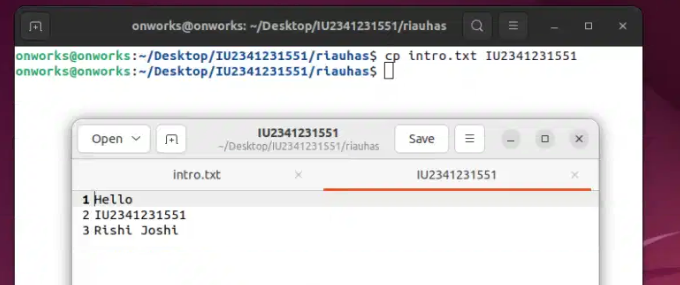 onworks@onworks: ~/Desktop/IU2341231551/riauhas
onworks@onworks:~/Desktop/IU2341231551/riauhas$ cp intro.txt IU2341231551
onworks@onworks:~/Desktop/IU2341231551/riauhas$
Open
IU2341231551
~/Desktop/IU2341231551/riauhas
Save
intro.txt
IU2341231551
1 Hello
2 IU2341231551
3 Rishi Joshi